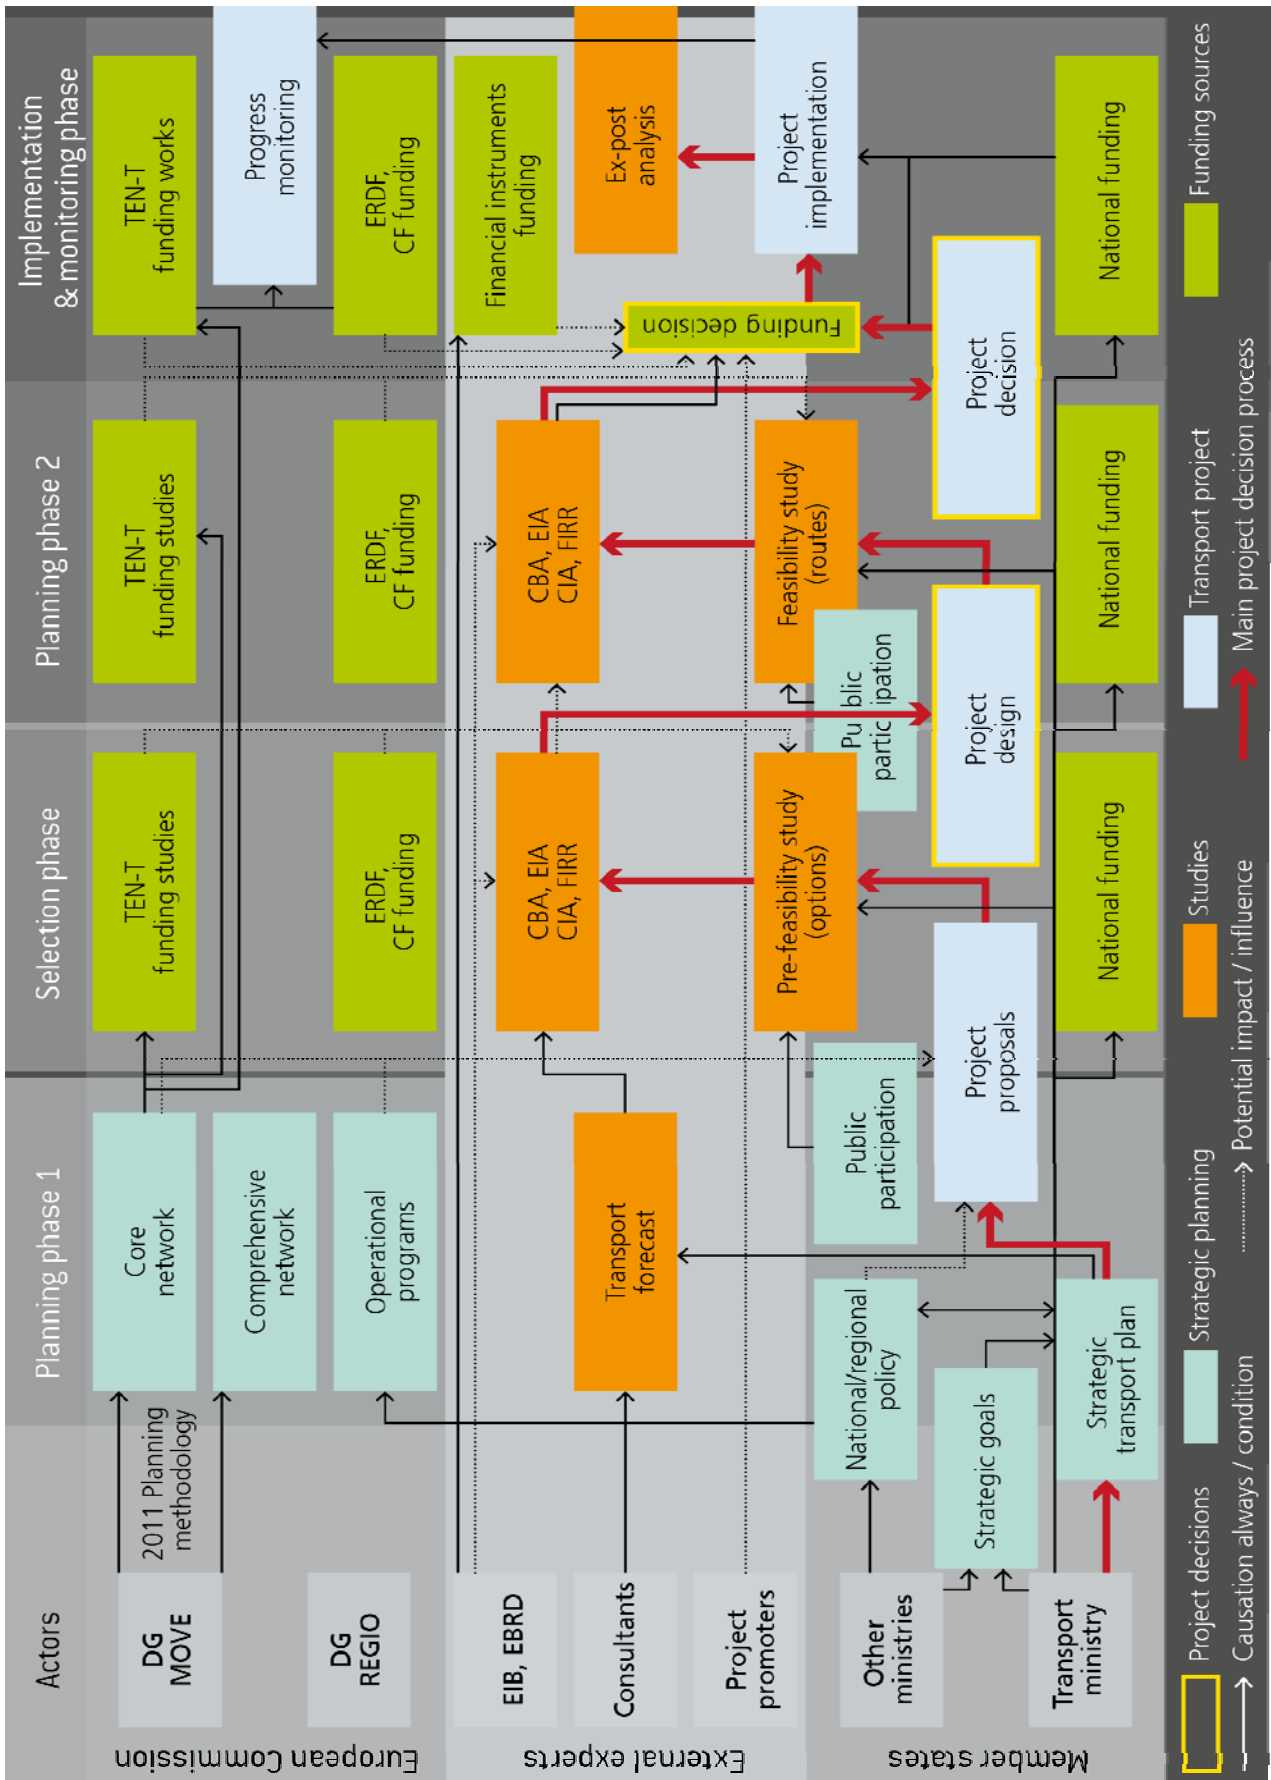 Actors
Planning phase 1
Selection phase
Planning phase 2
Implementation
& monitoring phase
European Commission
DG
MOVE
2011 Planning
methodology
Core
network
TEN-T
funding studies
TEN-T
funding studies
TEN-T
funding works
Comprehensive
network
Progress
monitoring
DG
REGIO
Operational
programs
ERDF,
CF funding
ERDF,
CF funding
ERDF,
CF funding
External experts
EIB, EBRD
CBA, EIA
CIA, FIRR
CBA, EIA
CIA, FIRR
Financial instruments
funding
Consultants
Transport
forecast
Ex-post
analysis
Funding decision
Project
promoters
Pre-feasibility study
(options)
Feasibility study
(routes)
Project
implementation
Member states
Other
ministries
National/regional
policy
Public
participation
Public
participation
Strategic goals
Project
proposals
Project
design
Project
decision
Transport
ministry
Strategic
transport plan
National funding
National funding
National funding
Project decisions
Strategic planning
Studies
Transport project
Funding sources
Causation always / condition
Potential impact / influence
Main project decision process